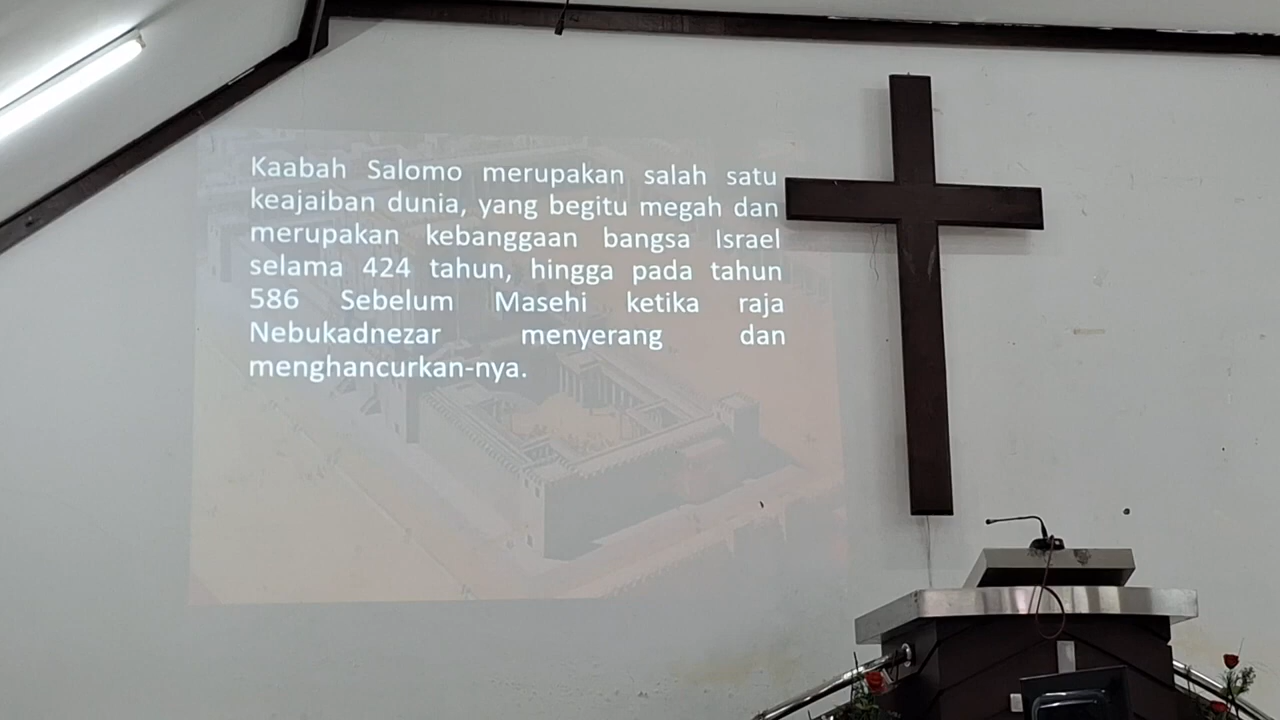 Kaabah Salomo merupakan salah satu
keajaiban dunia, yang begitu megah dan
merupakan kebanggaan bangsa Israel
selama 424 tahun, hingga pada tahun
586 Sebelum Masehi ketika raja
Nebukadnezar menyerang dan
menghancurkan-nya.